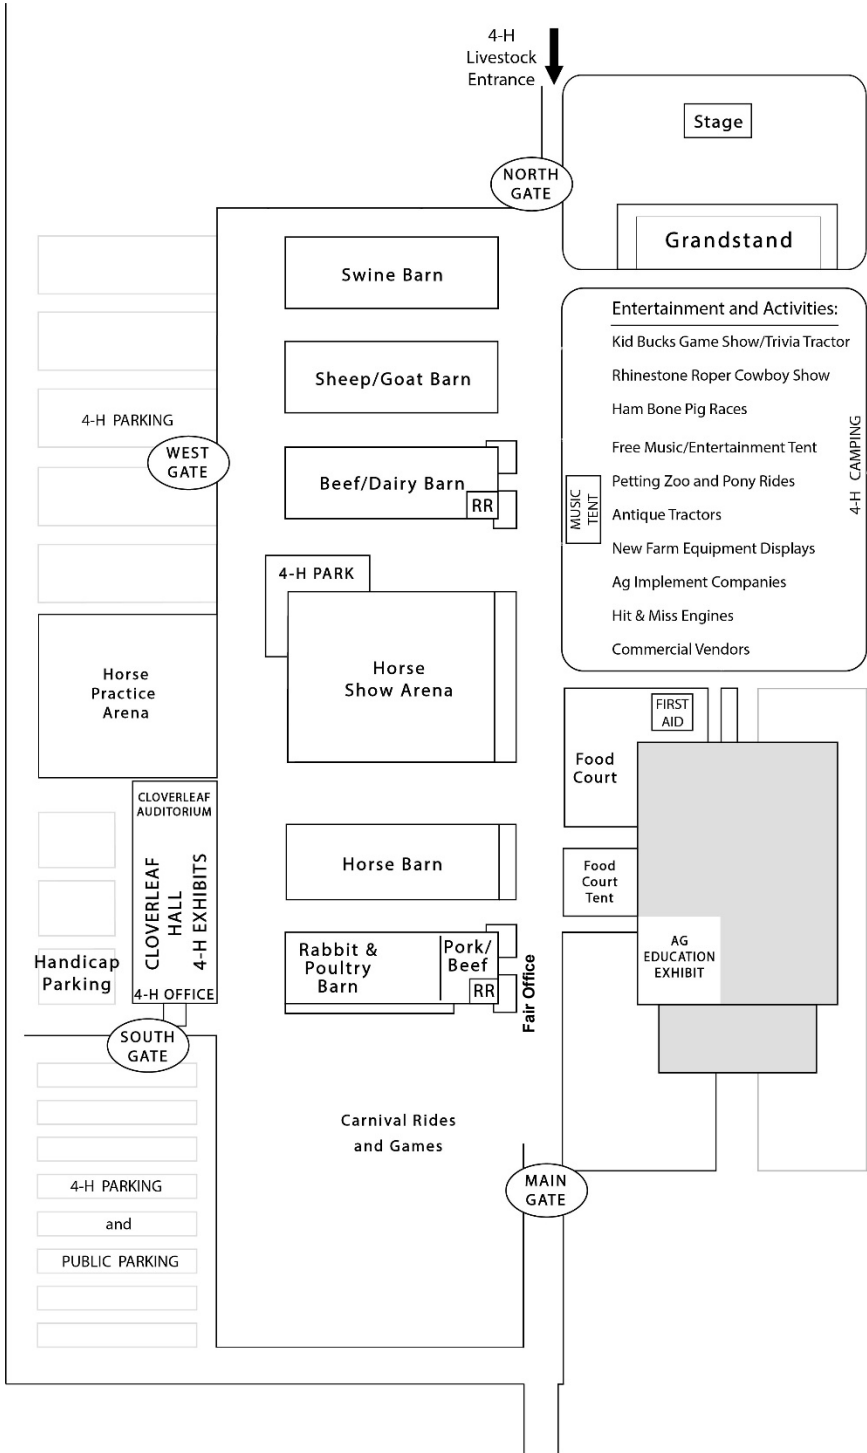 4-H
Livestock
Entrance
Stage
NORTH
GATE
Grandstand
Swine Barn
Sheep/Goat Barn
4-H PARKING
WEST
GATE
Beef/Dairy Barn
RR
Entertainment and Activities:
Kid Bucks Game Show/Trivia Tractor
Rhinestone Roper Cowboy Show
Ham Bone Pig Races
Free Music/Entertainment Tent
Petting Zoo and Pony Rides
Antique Tractors
New Farm Equipment Displays
Ag Implement Companies
Hit & Miss Engines
Commercial Vendors
MUSIC
TENT
4-H CAMPING
4-H PARK
Horse
Show Arena
Horse
Practice
Arena
FIRST
AID
Food
Court
CLOVERLEAF
AUDITORIUM
CLOVERLEAF
HALL
4-H EXHIBITS
4-H OFFICE
Horse Barn
Food
Court
Tent
Handicap
Parking
Rabbit &
Poultry
Barn
Pork/
Beef
RR
Fair Office
AG
EDUCATION
EXHIBIT
SOUTH
GATE
Carnival Rides
and Games
MAIN
GATE
4-H PARKING
and
PUBLIC PARKING